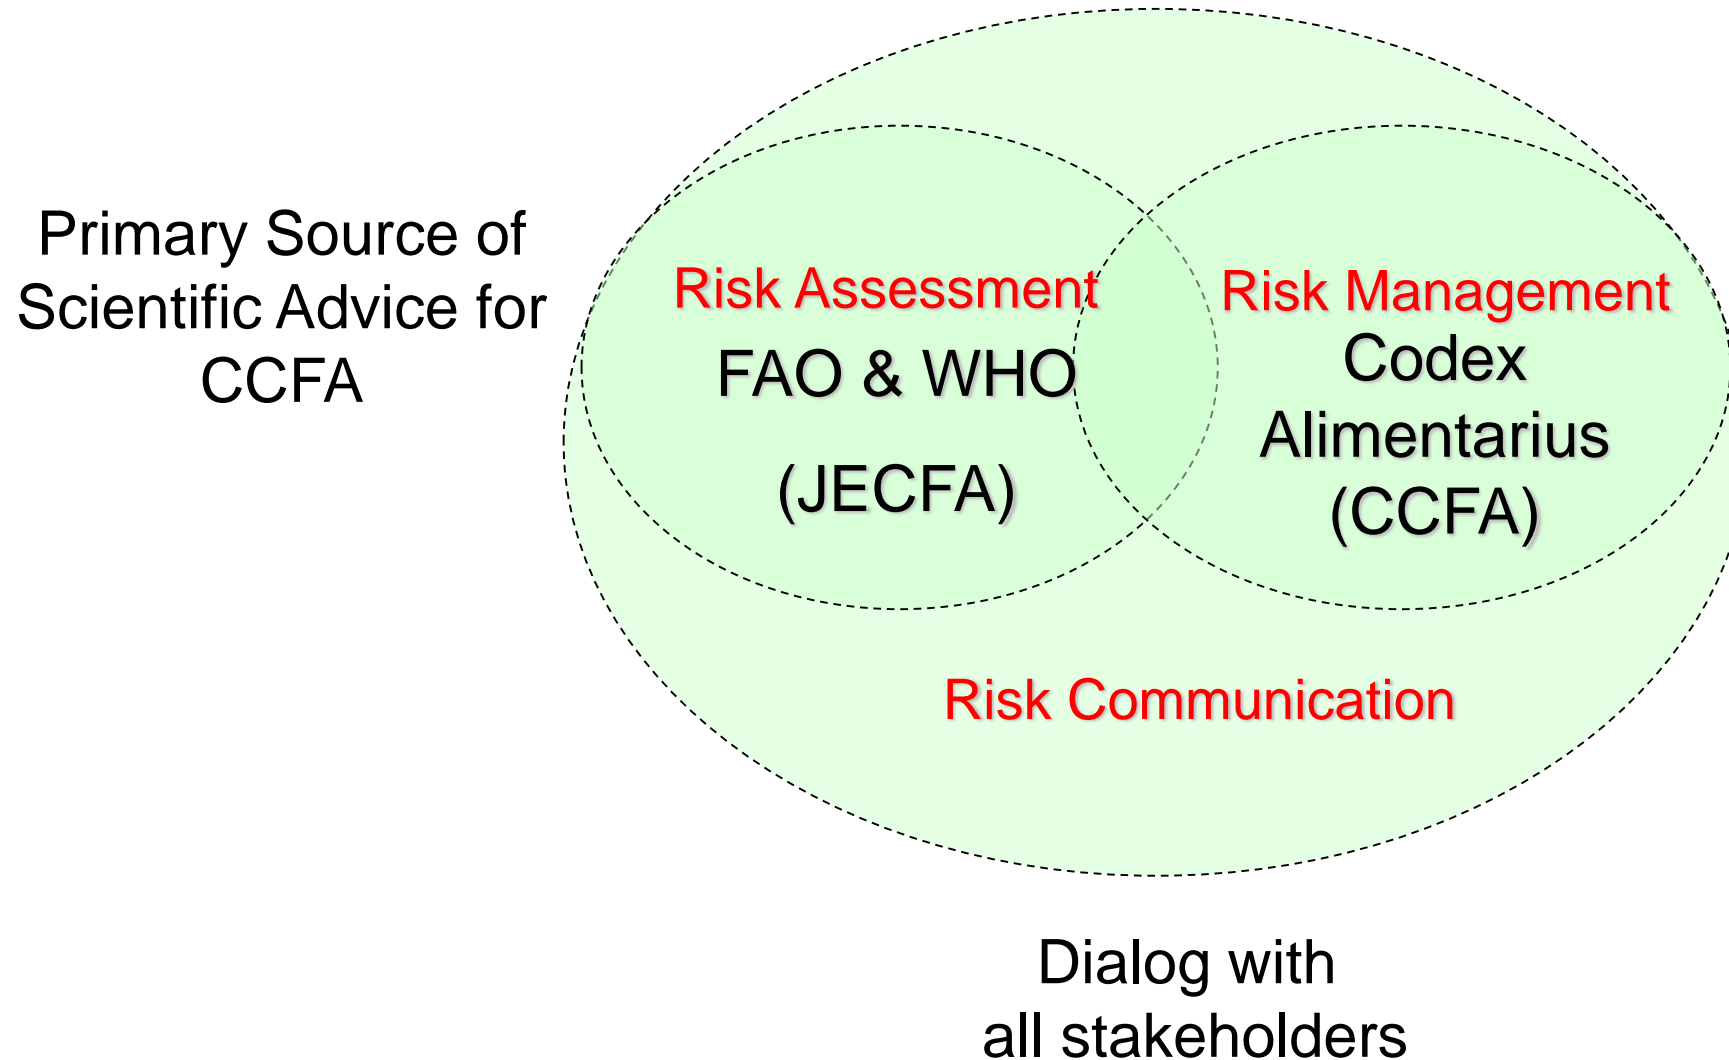 Primary Source of
Scientific Advice for
CCFA
Risk Assessment
FAO & WHO
(JECFA)
Risk Management
Codex
Alimentarius
(CCFA)
Risk Communication
Dialog with
all stakeholders